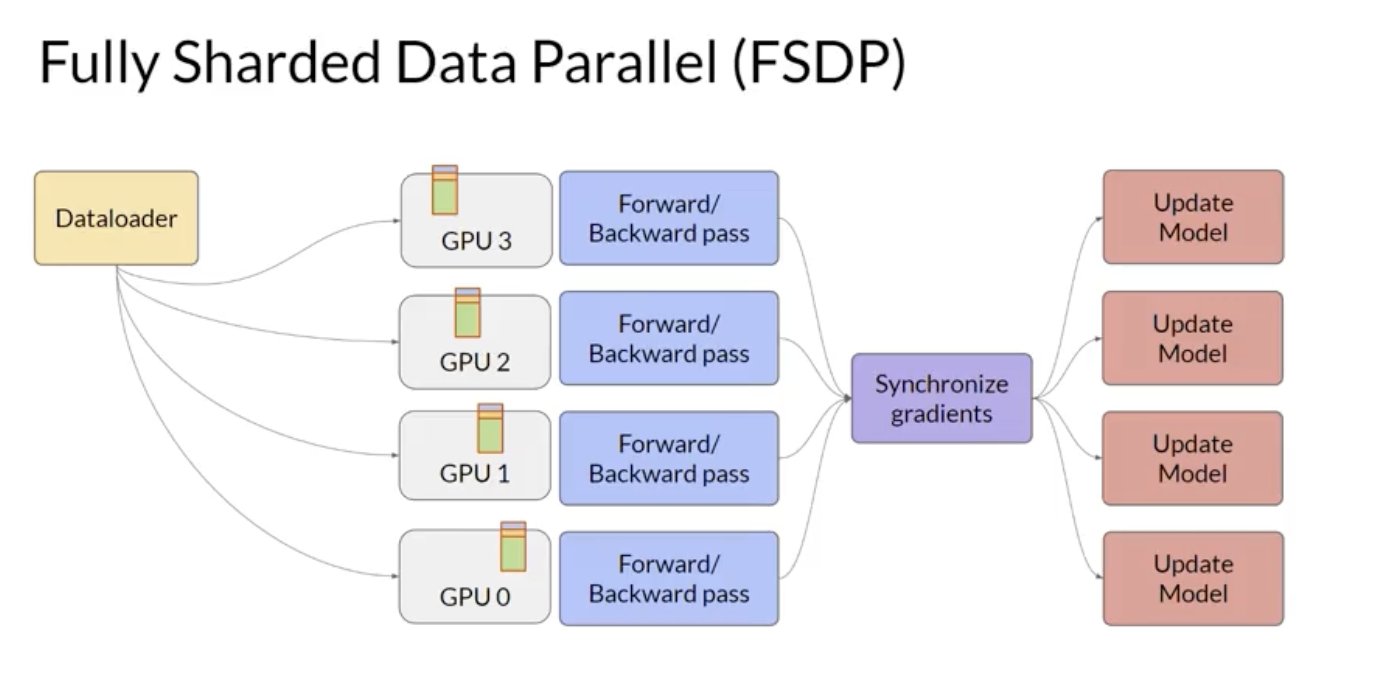 Fully Sharded Data Parallel (FSDP)
Dataloader
GPU 3
Forward/
Backward pass
Update
Model
GPU 2
Forward/
Backward pass
Update
Model
Synchronize
gradients
GPU 1
Forward/
Backward pass
Update
Model
GPU 0
Forward/
Backward pass
Update
Model